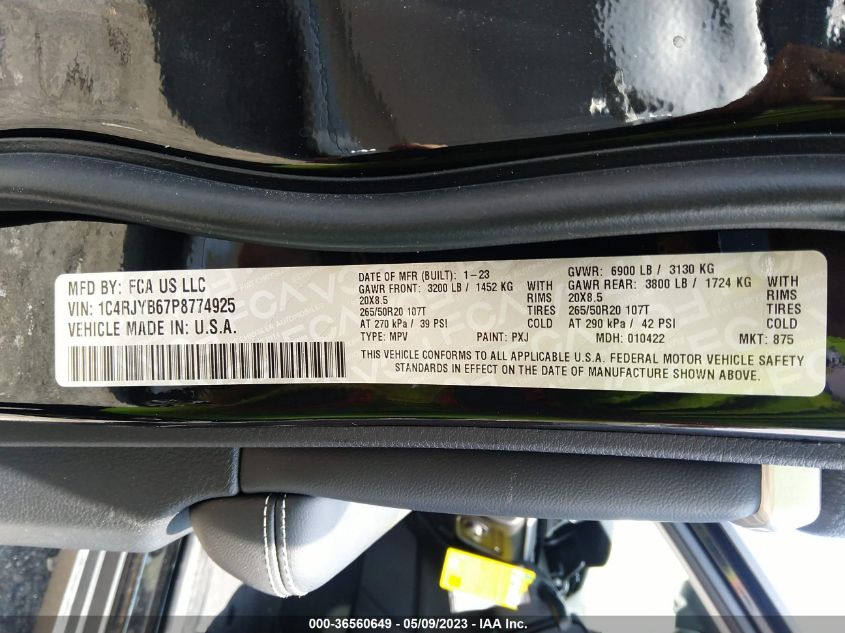 MFD BY: FCA US LLC
VIN: 1C4RJYB67P8774925
VEHICLE MADE IN U.S.A.
DATE OF MFR (BUILT): 1-23
GAWR FRONT: 3200 LB / 1452 KG WITH
20X8.5 RIMS
265/50R20 107T TIRES
AT 270 kPa / 39 PSI COLD
TYPE: MPV PAINT: PXJ
GVWR: 6900 LB / 3130 KG
GAWR REAR: 3800 LB / 1724 KG WITH
20X8.5 RIMS
265/50R20 107T TIRES
AT 290 kPa / 42 PSI COLD
MDH: 010422 MKT: 875
THIS VEHICLE CONFORMS TO ALL APPLICABLE U.S.A. FEDERAL MOTOR VEHICLE SAFETY
STANDARDS IN EFFECT ON THE DATE OF MANUFACTURE SHOWN ABOVE.
000-36560649 - 05/09/2023 - IAAI Inc.